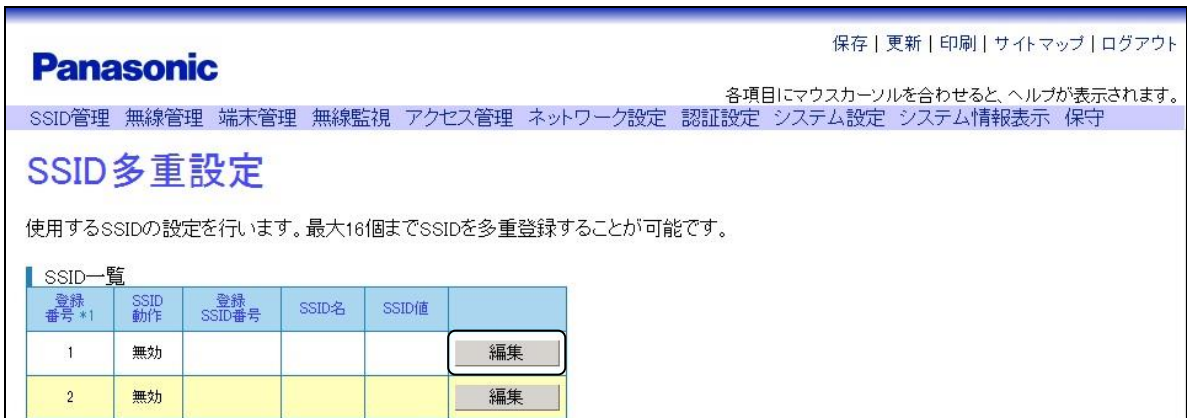 保存 | 更新 | 印刷 | サイトマップ | ログアウト
Panasonic
各項目にマウスカーソルを合わせると、ヘルプが表示されます。
SSID管理 無線管理 端末管理 無線監視 アクセス管理 ネットワーク設定 認証設定 システム設定 システム情報表示 保守
SSID多重設定
使用するSSIDの設定を行います。最大16個までSSIDを多重登録することが可能です。
SSID一覧
登録番号 *1 SSID動作 登録SSID番号 SSID名 SSID値
1 無効 編集
2 無効 編集